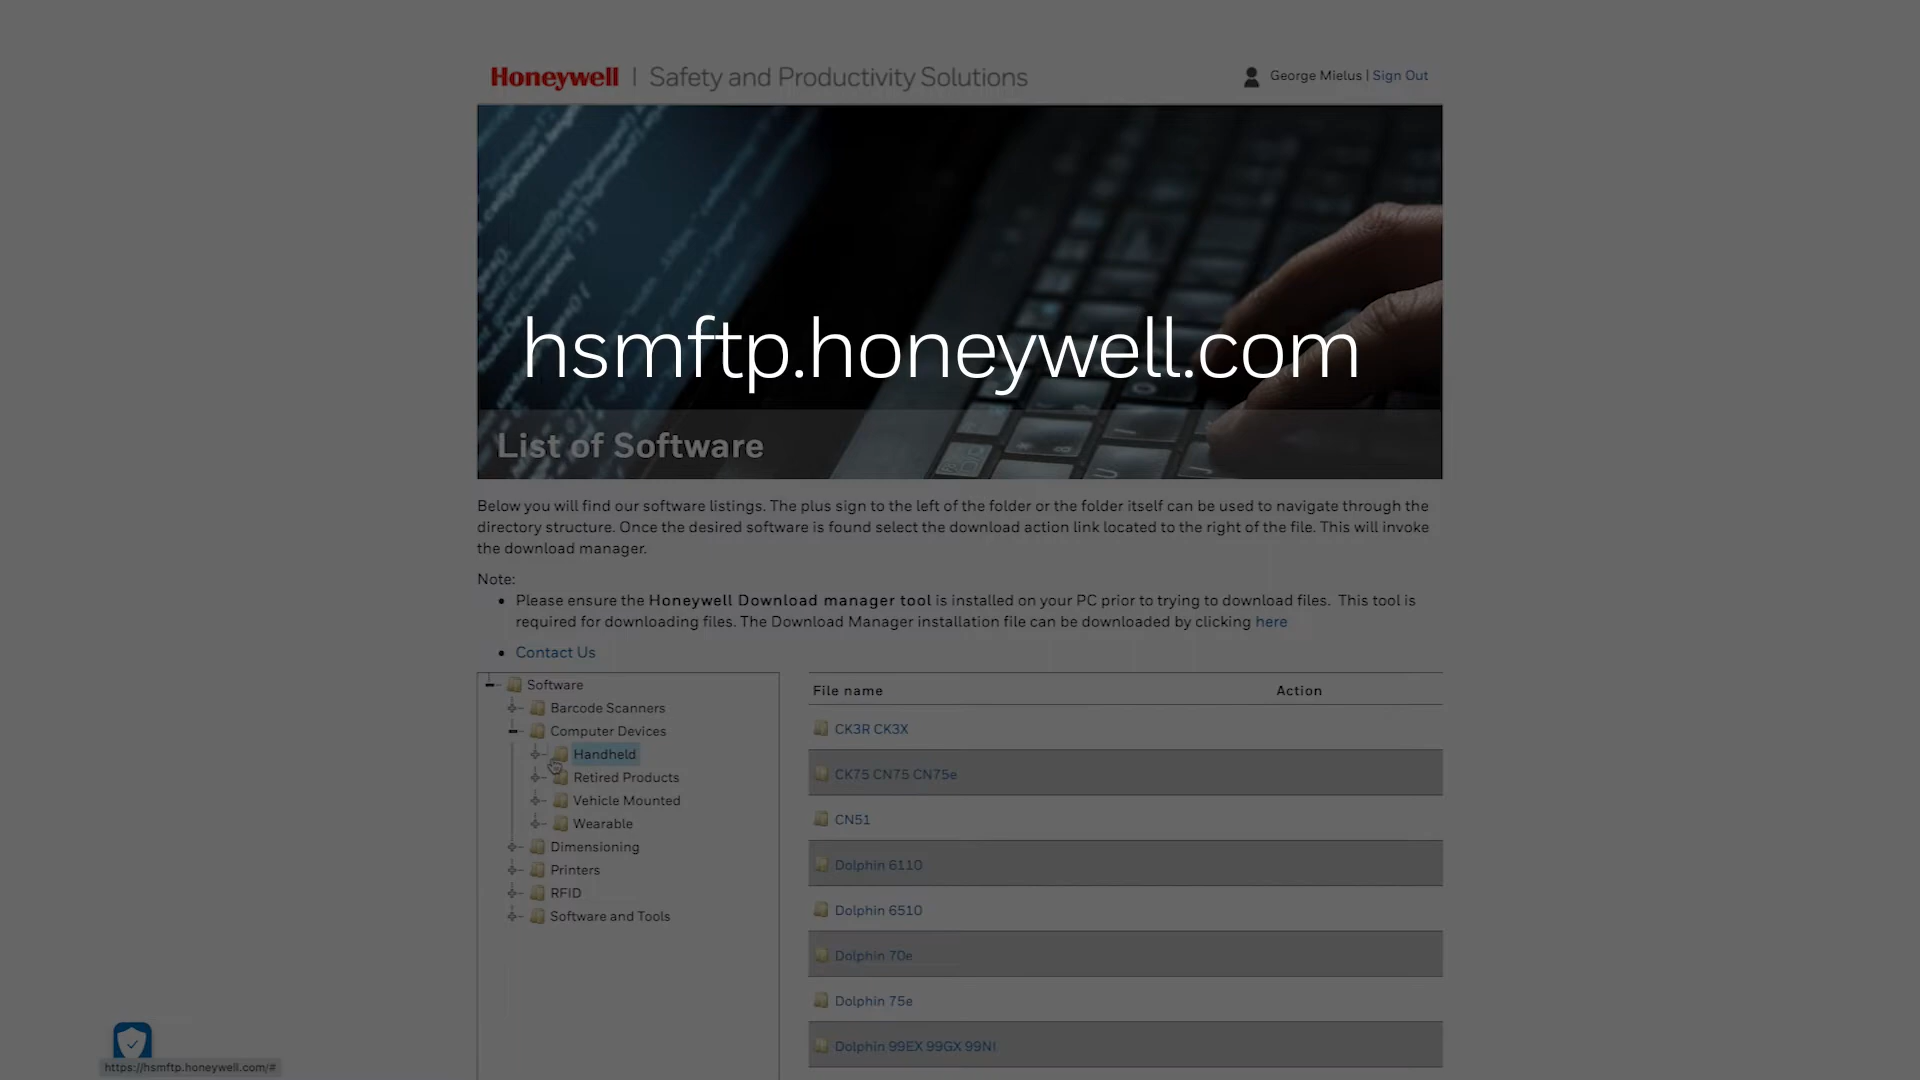 Honeywell | Safety and Productivity Solutions
George Mielus | Sign Out
hsmftp.honeywell.com
List of Software
Below you will find our software listings. The plus sign to the left of the folder or the folder itself can be used to navigate through the
directory structure. Once the desired software is found select the download action link located to the right of the file. This will invoke
the download manager.
Note:
• Please ensure the Honeywell Download manager tool is installed on your PC prior to trying to download files. This tool is
required for downloading files. The Download Manager installation file can be downloaded by clicking here
• Contact Us
Software
Barcode Scanners
Computer Devices
Handheld
Retired Products
Vehicle Mounted
Wearable
Dimensioning
Printers
RFID
Software and Tools
File name Action
CK3R CK3X
CK75 CN75 CN75e
CN51
Dolphin 6110
Dolphin 6510
Dolphin 70e
Dolphin 75e
Dolphin 99EX 99GX 99NI
https://hsmftp.honeywell.com/#